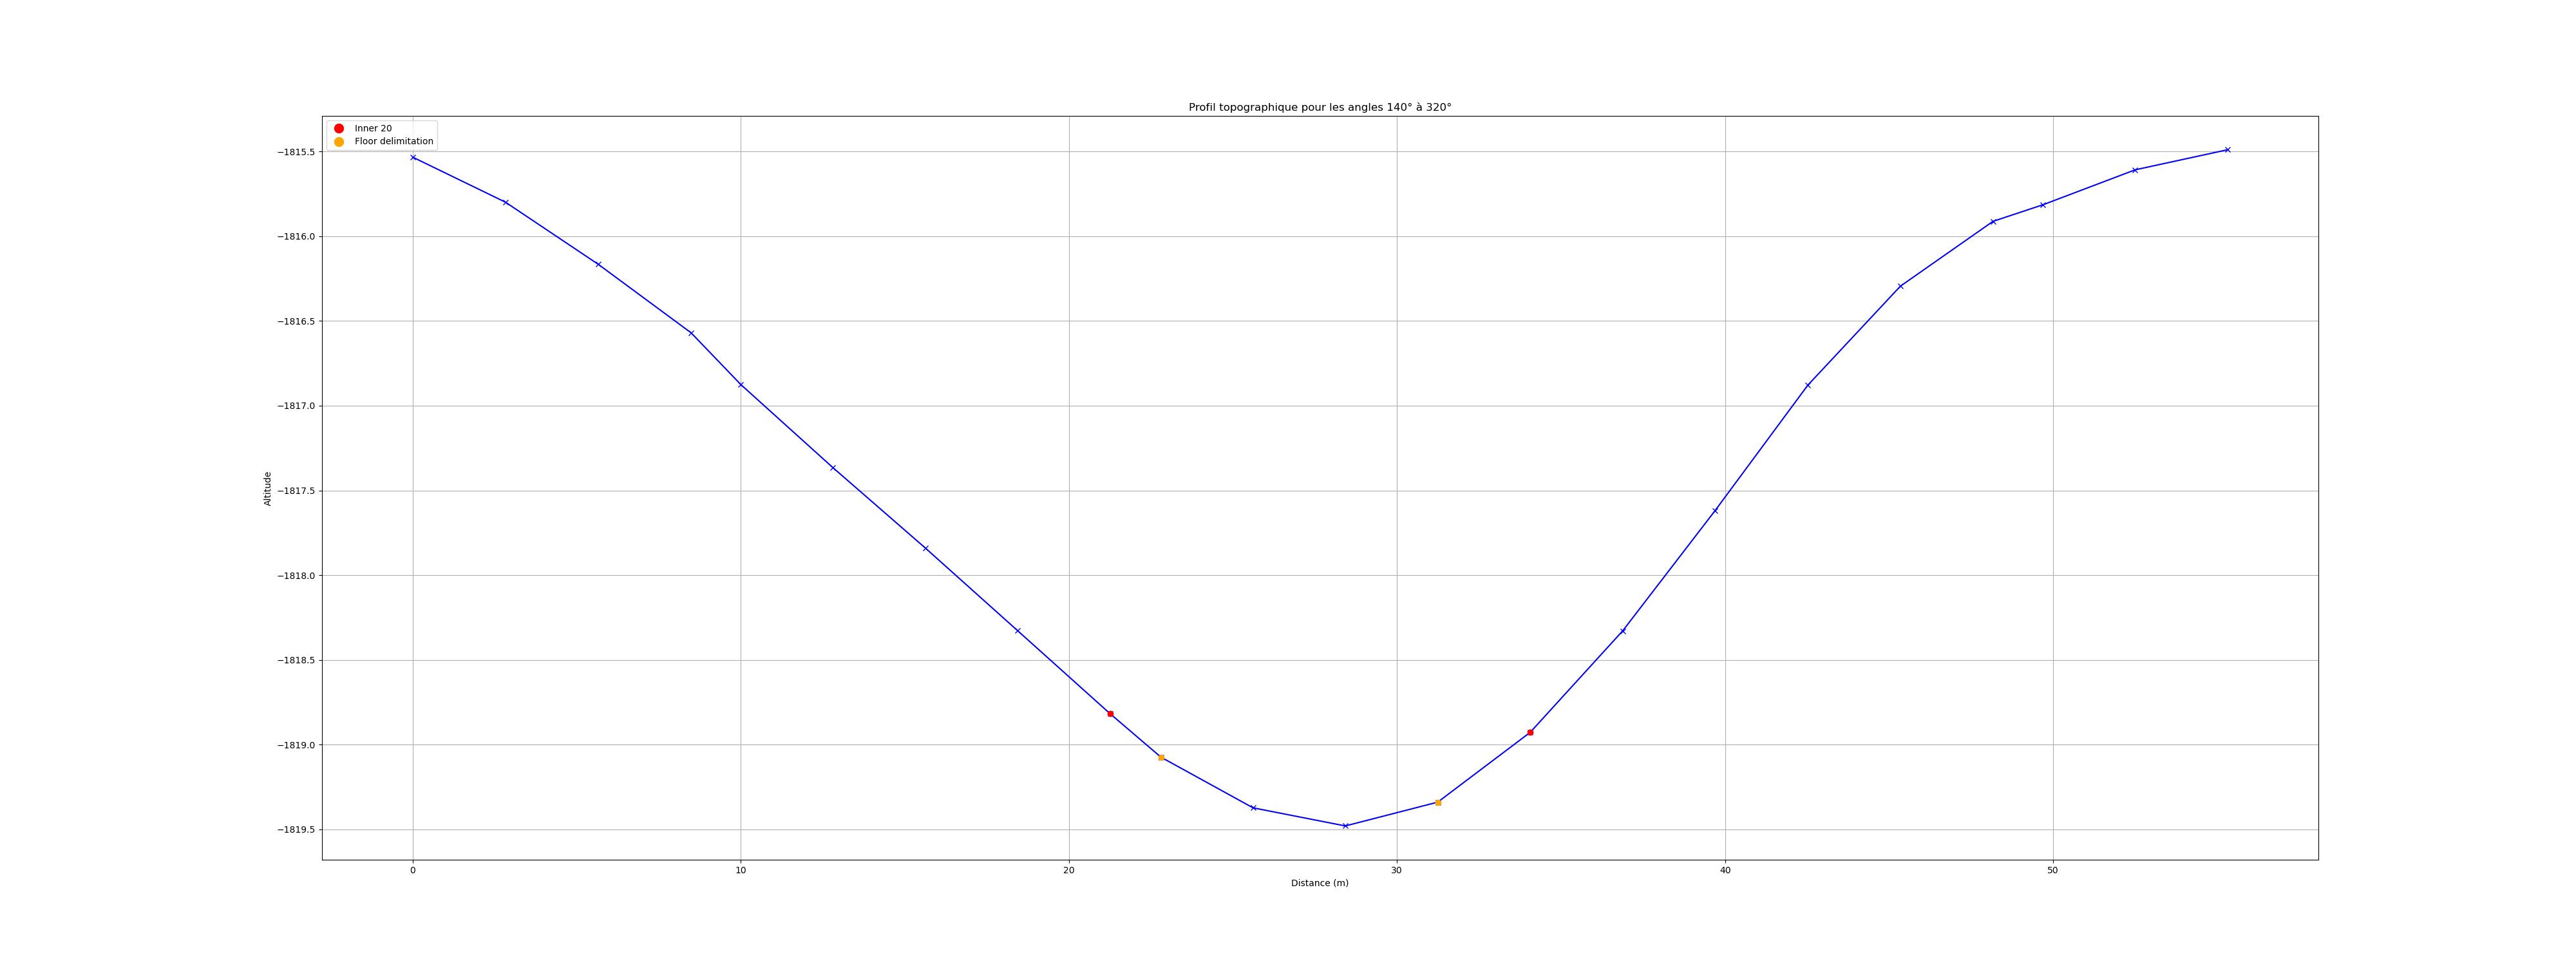 Profil topographique pour les angles 140° à 320°
Inner 20
Floor delimitation
−1815.5
−1816.0
−1816.5
−1817.0
−1817.5
−1818.0
−1818.5
−1819.0
−1819.5
Altitude
0 10 20 30 40 50
Distance (m)